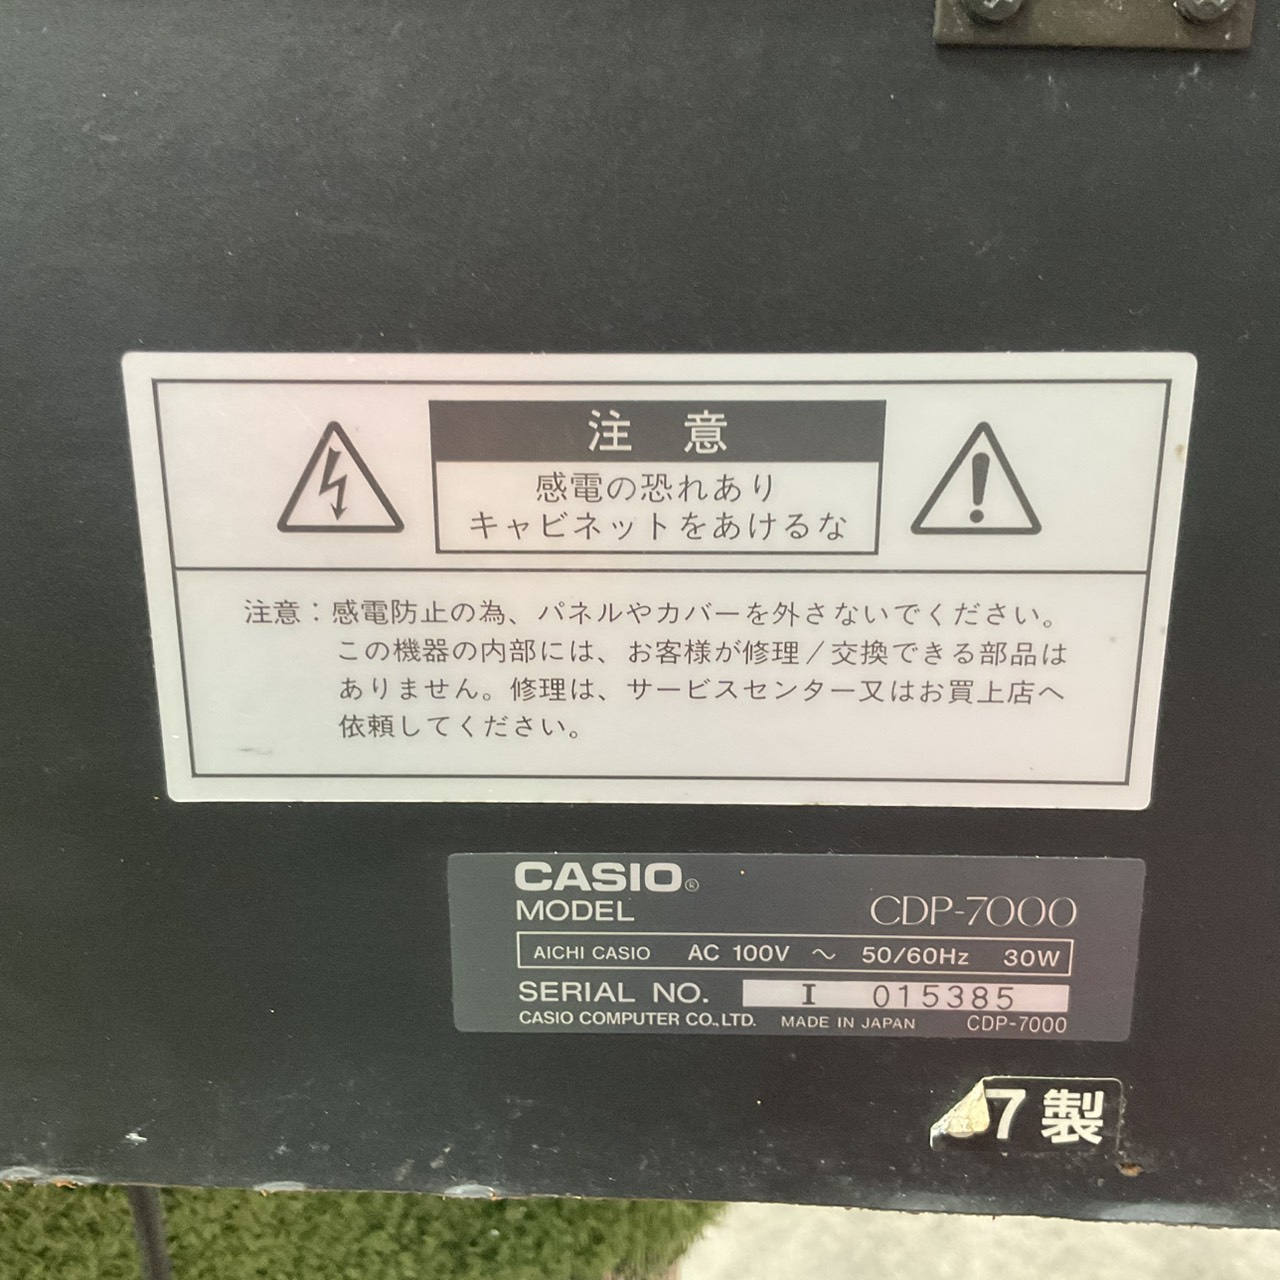 注 意
感電の恐れあり
キャビネットをあけるな
注意：感電防止の為、パネルやカバーを外さないでください。
この機器の内部には、お客様が修理／交換できる部品は
ありません。修理は、サービスセンター又はお買上店へ
依頼してください。
CASIO®
MODEL CDP-7000
AICHI CASIO AC 100V ～ 50/60Hz 30W
SERIAL NO. I 015385
CASIO COMPUTER CO.,LTD. MADE IN JAPAN CDP-7000
7製